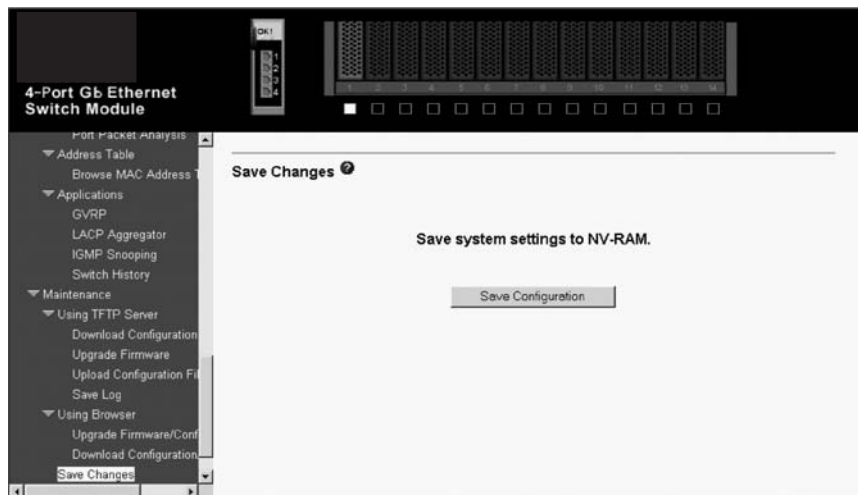 OK!
1
2
3
4
4-Port Gb Ethernet
Switch Module
1 2 3 4 5 6 7 8 9 10 11 12 13 14
Port Packet Analysis
Address Table
Browse MAC Address T
Applications
GVRP
LACP Aggregator
IGMP Snooping
Switch History
Maintenance
Using TFTP Server
Download Configuration
Upgrade Firmware
Upload Configuration Fil
Save Log
Using Browser
Upgrade Firmware/Conf
Download Configuration
Save Changes
Save Changes ?
Save system settings to NV-RAM.
Save Configuration